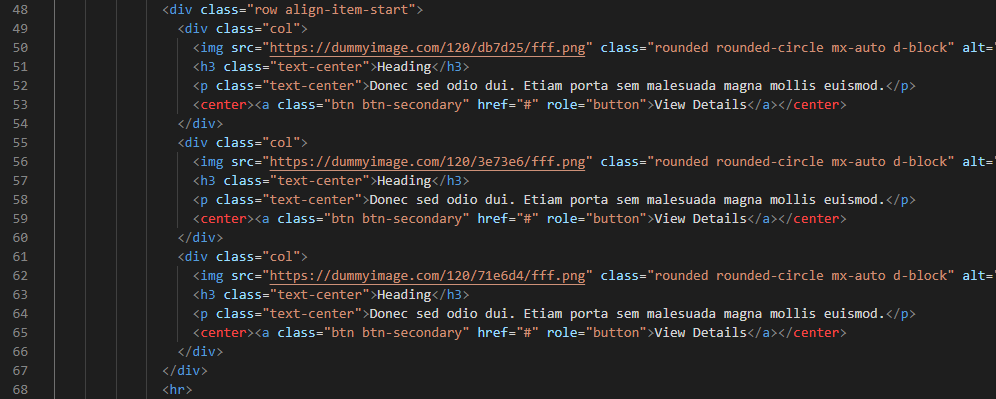 48 <div class="row align-item-start">
49 <div class="col">
50 <img src="https://dummyimage.com/120/db7d25/fff.png" class="rounded rounded-circle mx-auto d-block" alt="
51 <h3 class="text-center">Heading</h3>
52 <p class="text-center">Donec sed odio dui. Etiam porta sem malesuada magna mollis euismod.</p>
53 <center><a class="btn btn-secondary" href="#" role="button">View Details</a></center>
54 </div>
55 <div class="col">
56 <img src="https://dummyimage.com/120/3e73e6/fff.png" class="rounded rounded-circle mx-auto d-block" alt="
57 <h3 class="text-center">Heading</h3>
58 <p class="text-center">Donec sed odio dui. Etiam porta sem malesuada magna mollis euismod.</p>
59 <center><a class="btn btn-secondary" href="#" role="button">View Details</a></center>
60 </div>
61 <div class="col">
62 <img src="https://dummyimage.com/120/71e6d4/fff.png" class="rounded rounded-circle mx-auto d-block" alt="
63 <h3 class="text-center">Heading</h3>
64 <p class="text-center">Donec sed odio dui. Etiam porta sem malesuada magna mollis euismod.</p>
65 <center><a class="btn btn-secondary" href="#" role="button">View Details</a></center>
66 </div>
67 </div>
68 <hr>